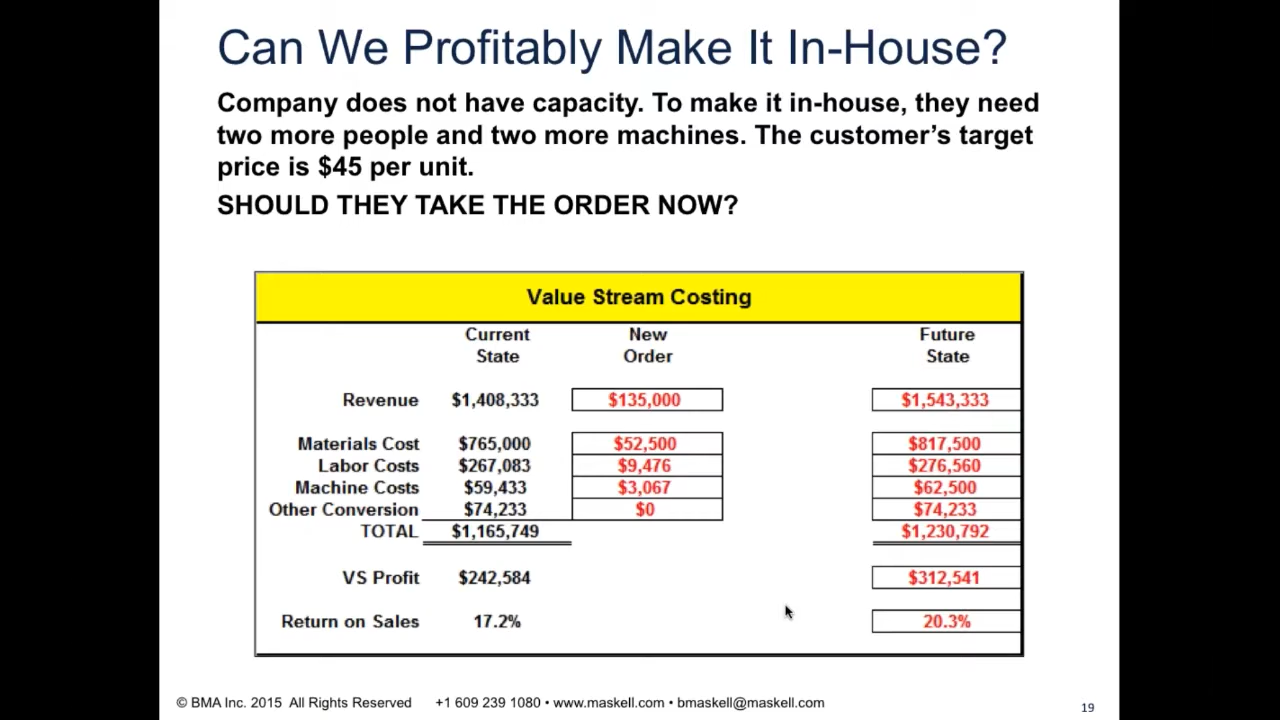 Can We Profitably Make It In-House?
Company does not have capacity. To make it in-house, they need
two more people and two more machines. The customer’s target
price is $45 per unit.
SHOULD THEY TAKE THE ORDER NOW?
Value Stream Costing
Current New Future
State Order State
Revenue $1,408,333 $135,000 $1,543,333
Materials Cost $765,000 $52,500 $817,500
Labor Costs $267,083 $9,476 $276,560
Machine Costs $59,433 $3,067 $62,500
Other Conversion $74,233 $0 $74,233
TOTAL $1,165,749 $1,230,792
VS Profit $242,584 $312,541
Return on Sales 17.2% 20.3%
© BMA Inc. 2015 All Rights Reserved +1 609 239 1080 • www.maskell.com • bmaskell@maskell.com
19